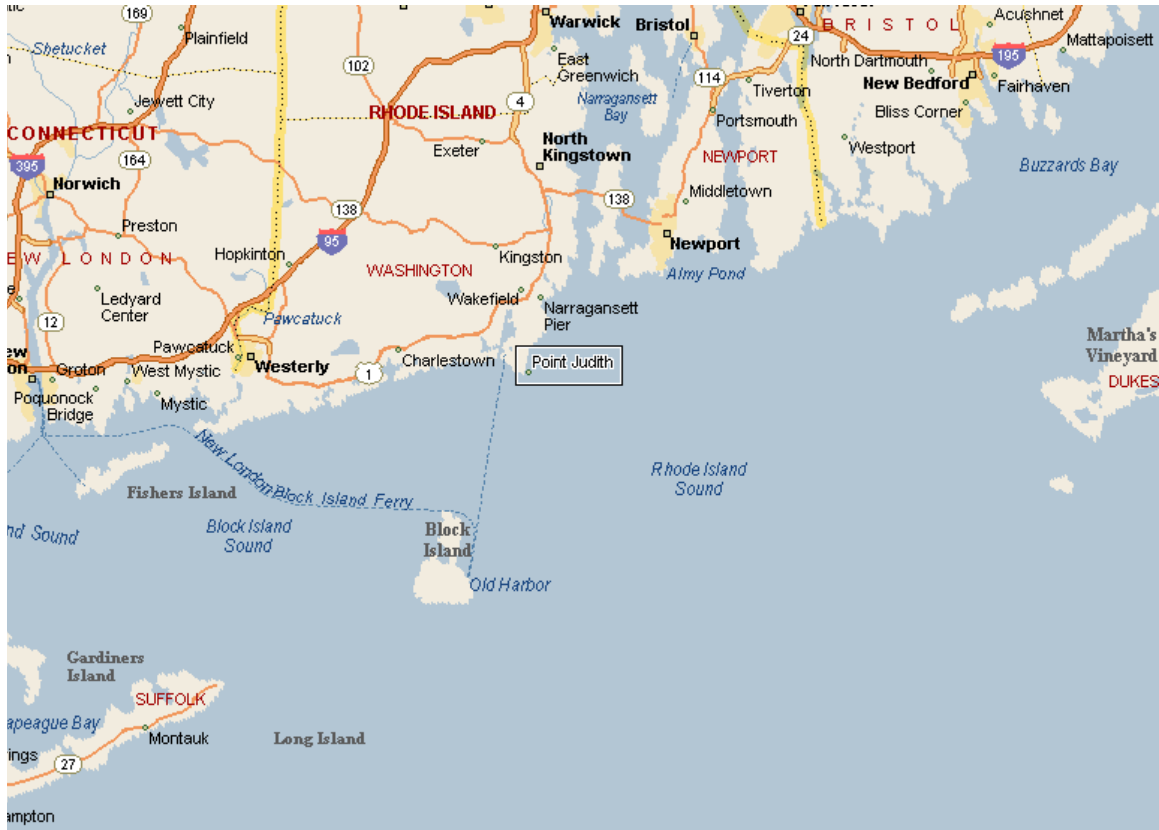 169
Plainfield
Shetucket
102
Warwick
Bristol
24
BRISTOL
Acushnet
Mattapoisett
195
North Dartmouth
New Bedford
Fairhaven
Bliss Corner
East
Greenwich
Narragansett
Bay
114
Tiverton
Portsmouth
4
Jewett City
RHODE ISLAND
CONNECTICUT
Exeter
North
Kingstown
NEWPORT
Westport
Buzzards Bay
395
164
Norwich
138
138
Middletown
Preston
95
Hopkinton
Kingston
Newport
EW LONDON
WASHINGTON
Almy Pond
Ledyard
Center
Wakefield
Narragansett
Pier
12
Pawcatuck
Martha's
Vineyard
DUKES
Pawcatuck
Westerly
Charlestown
Point Judith
1
ew
on
Groton
West Mystic
Poquonock
Bridge
Mystic
New London Block Island Ferry
Rhode Island
Sound
Fishers Island
nd Sound
Block Island
Sound
Block
Island
Old Harbor
Gardiners
Island
SUFFOLK
apeague Bay
Montauk
Long Island
ings
27
ampton